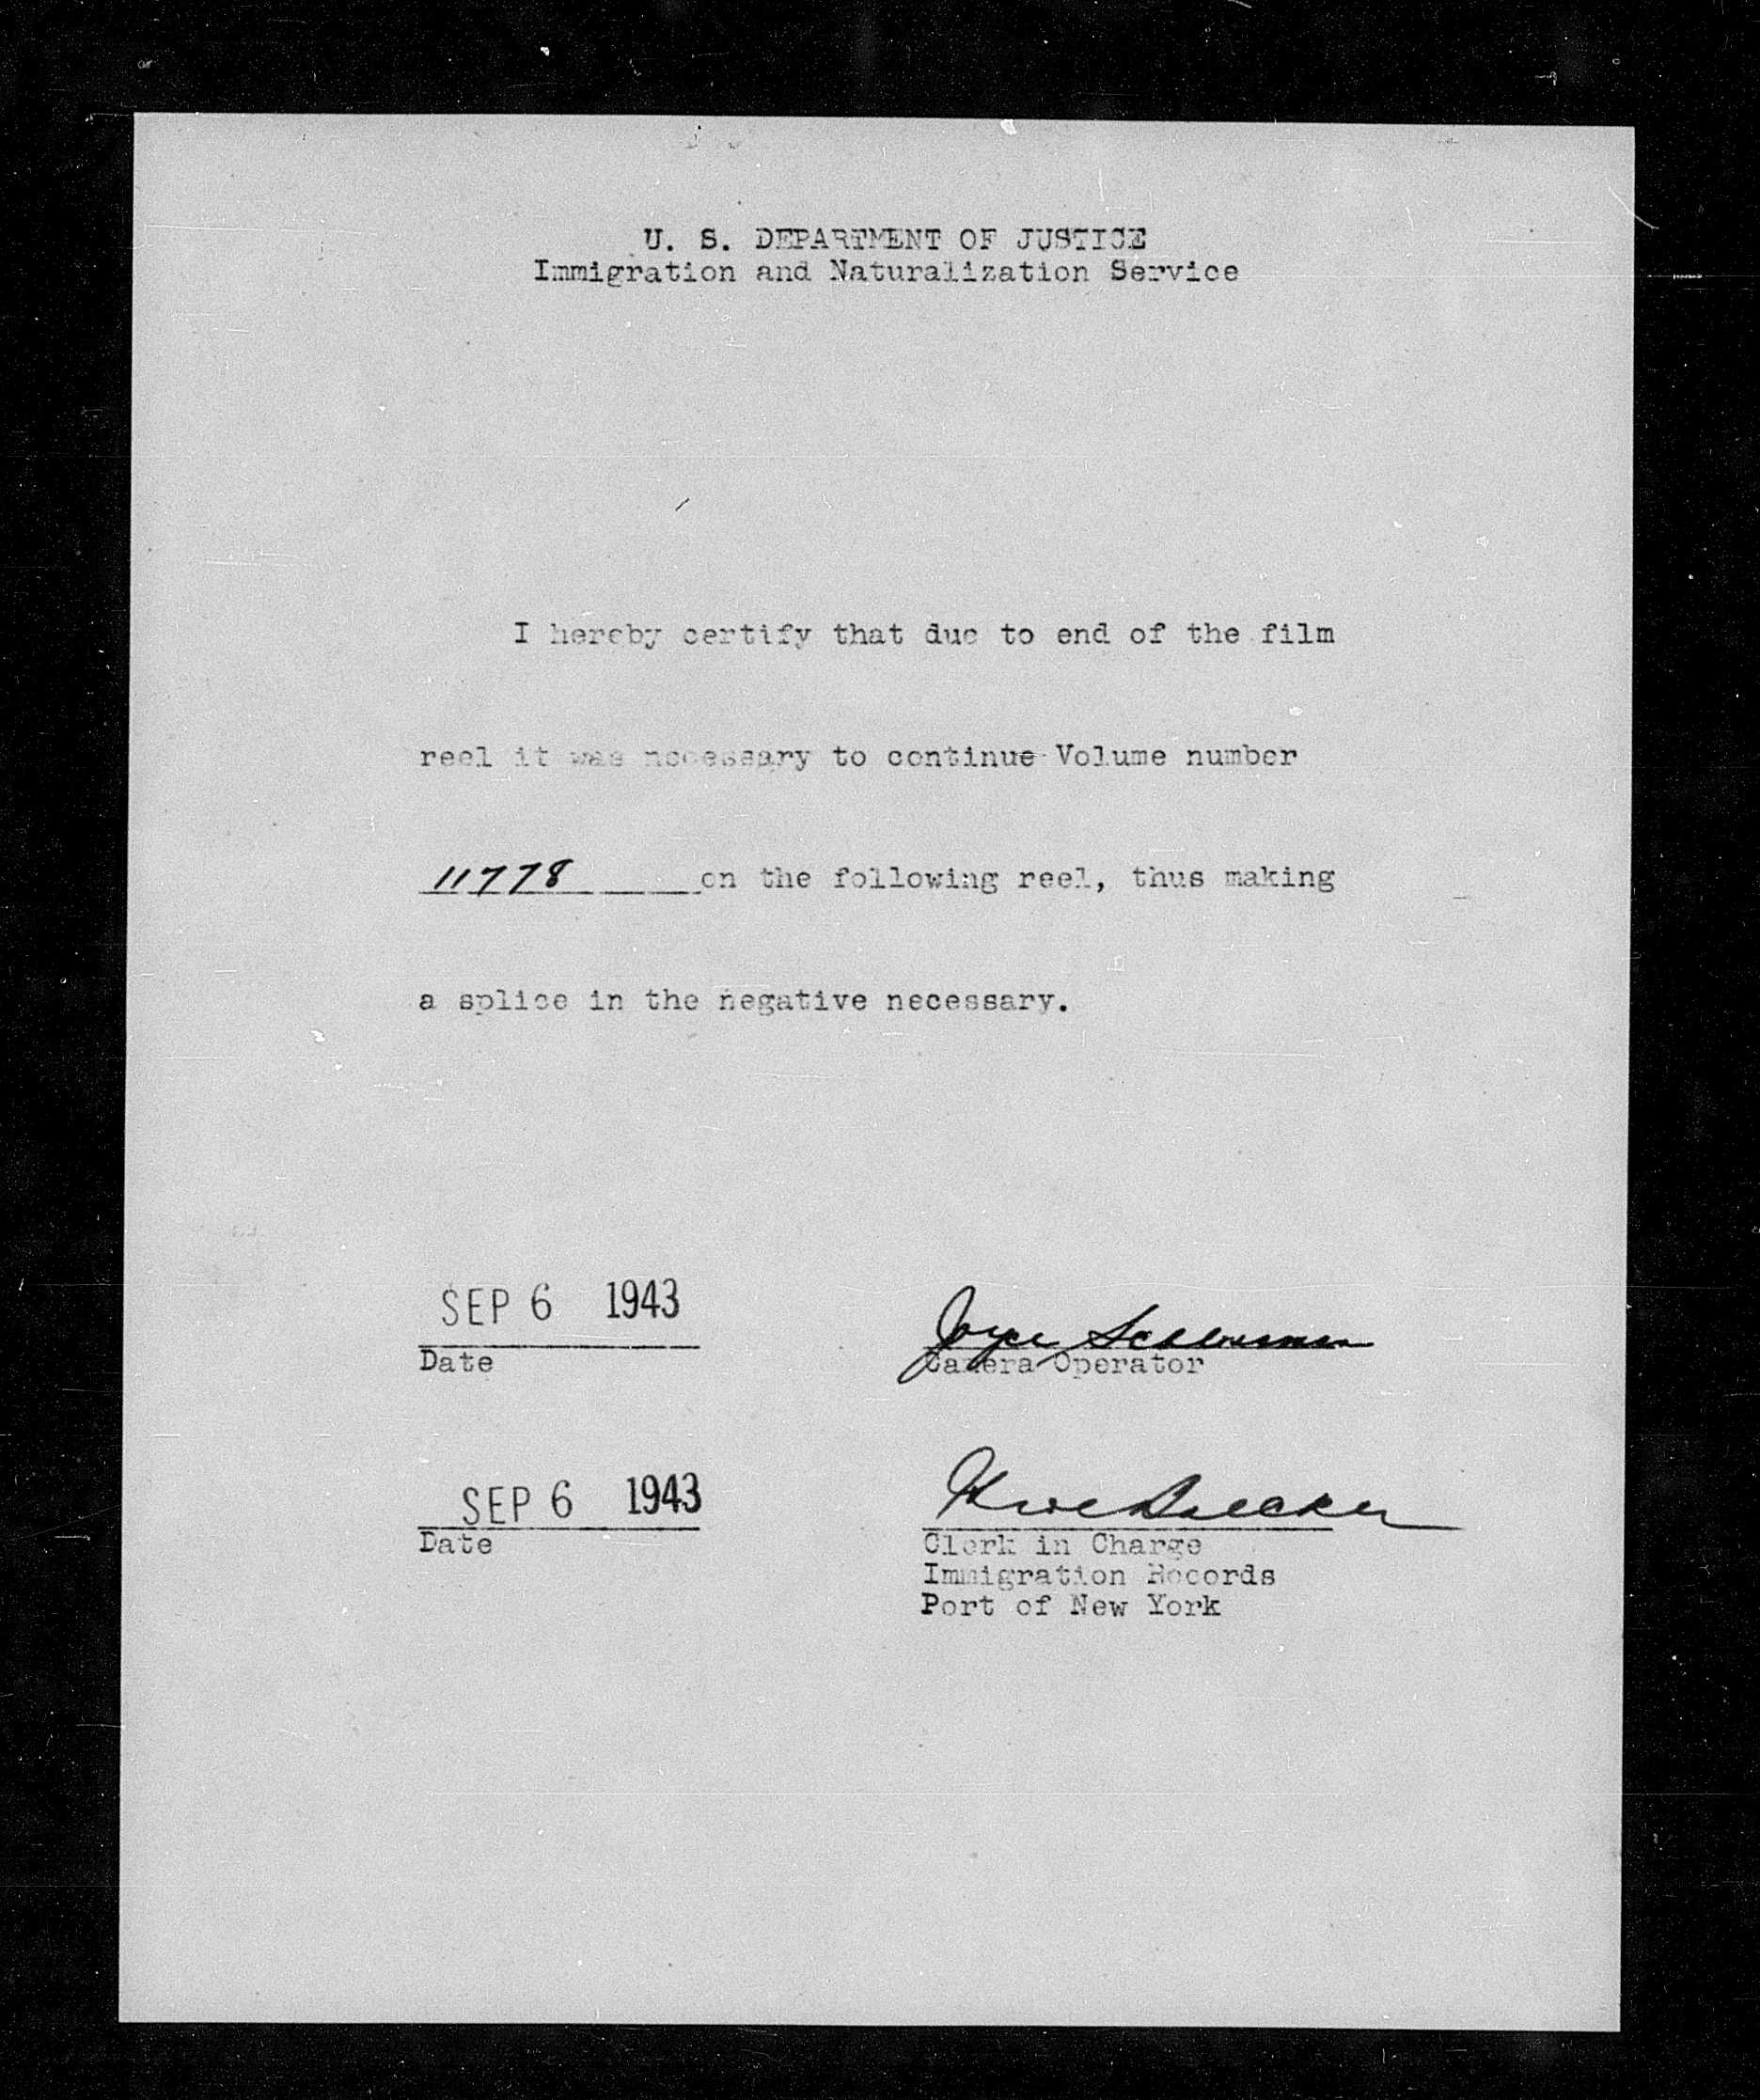 U. S. DEPARTMENT OF JUSTICE
Immigration and Naturalization Service
I hereby certify that due to end of the film
reel it was necessary to continue Volume number
11778 on the following reel, thus making
a splice in the negative necessary.
SEP 6 1943
Joyce
Date
Camera Operator
SEP 6 1943
Date
Clerk in Charge
Immigration Records
Port of New York